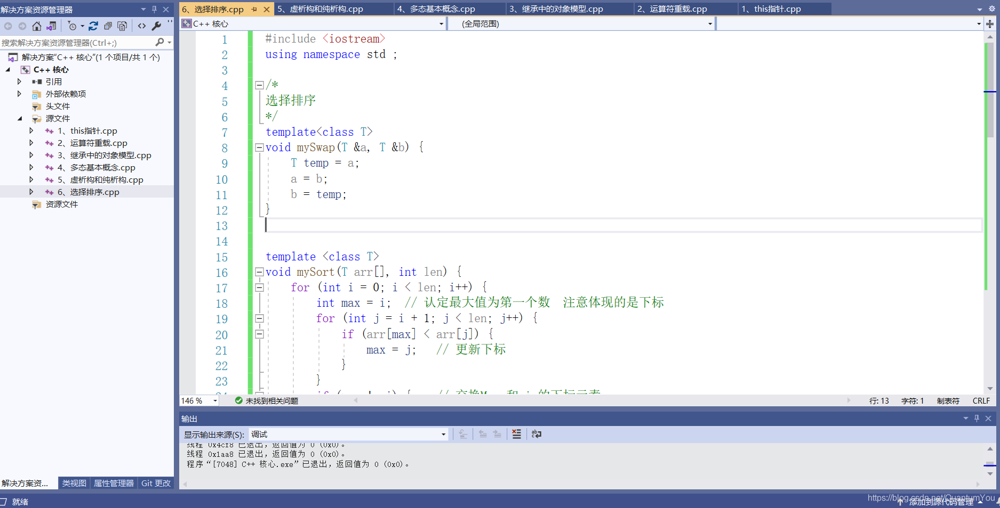 解决方案资源管理器
搜索解决方案资源管理器(Ctrl+;)
解决方案"C++ 核心"(1 个项目/共 1 个)
C++ 核心
引用
外部依赖项
头文件
源文件
1、this指针.cpp
2、运算符重载.cpp
3、继承中的对象模型.cpp
4、多态基本概念.cpp
5、虚析构和纯析构.cpp
6、选择排序.cpp
资源文件
解决方案资... 类视图 属性管理器 Git 更改
6、选择排序.cpp 5、虚析构和纯析构.cpp 4、多态基本概念.cpp 3、继承中的对象模型.cpp 2、运算符重载.cpp 1、this指针.cpp
C++ 核心 (全局范围)
1 #include <iostream>
2 using namespace std ;
3
4 /*
5 选择排序
6 */
7 template<class T>
8 void mySwap(T &a, T &b) {
9 T temp = a;
10 a = b;
11 b = temp;
12 }
13
14
15 template <class T>
16 void mySort(T arr[], int len) {
17 for (int i = 0; i < len; i++) {
18 int max = i; // 认定最大值为第一个数 注意体现的是下标
19 for (int j = i + 1; j < len; j++) {
20 if (arr[max] < arr[j]) {
21 max = j; // 更新下标
22 }
23 }
146 % 未找到相关问题 行: 13 字符: 1 制表符 CRLF
输出
显示输出来源(S): 调试
线程 0x4cf8 已退出，返回值为 0 (0x0)。
线程 0x1aa8 已退出，返回值为 0 (0x0)。
程序“[7048] C++ 核心.exe”已退出，返回值为 0 (0x0)。
就绪
添加到源代码管理
https://blog.csdn.net/QuantumYou